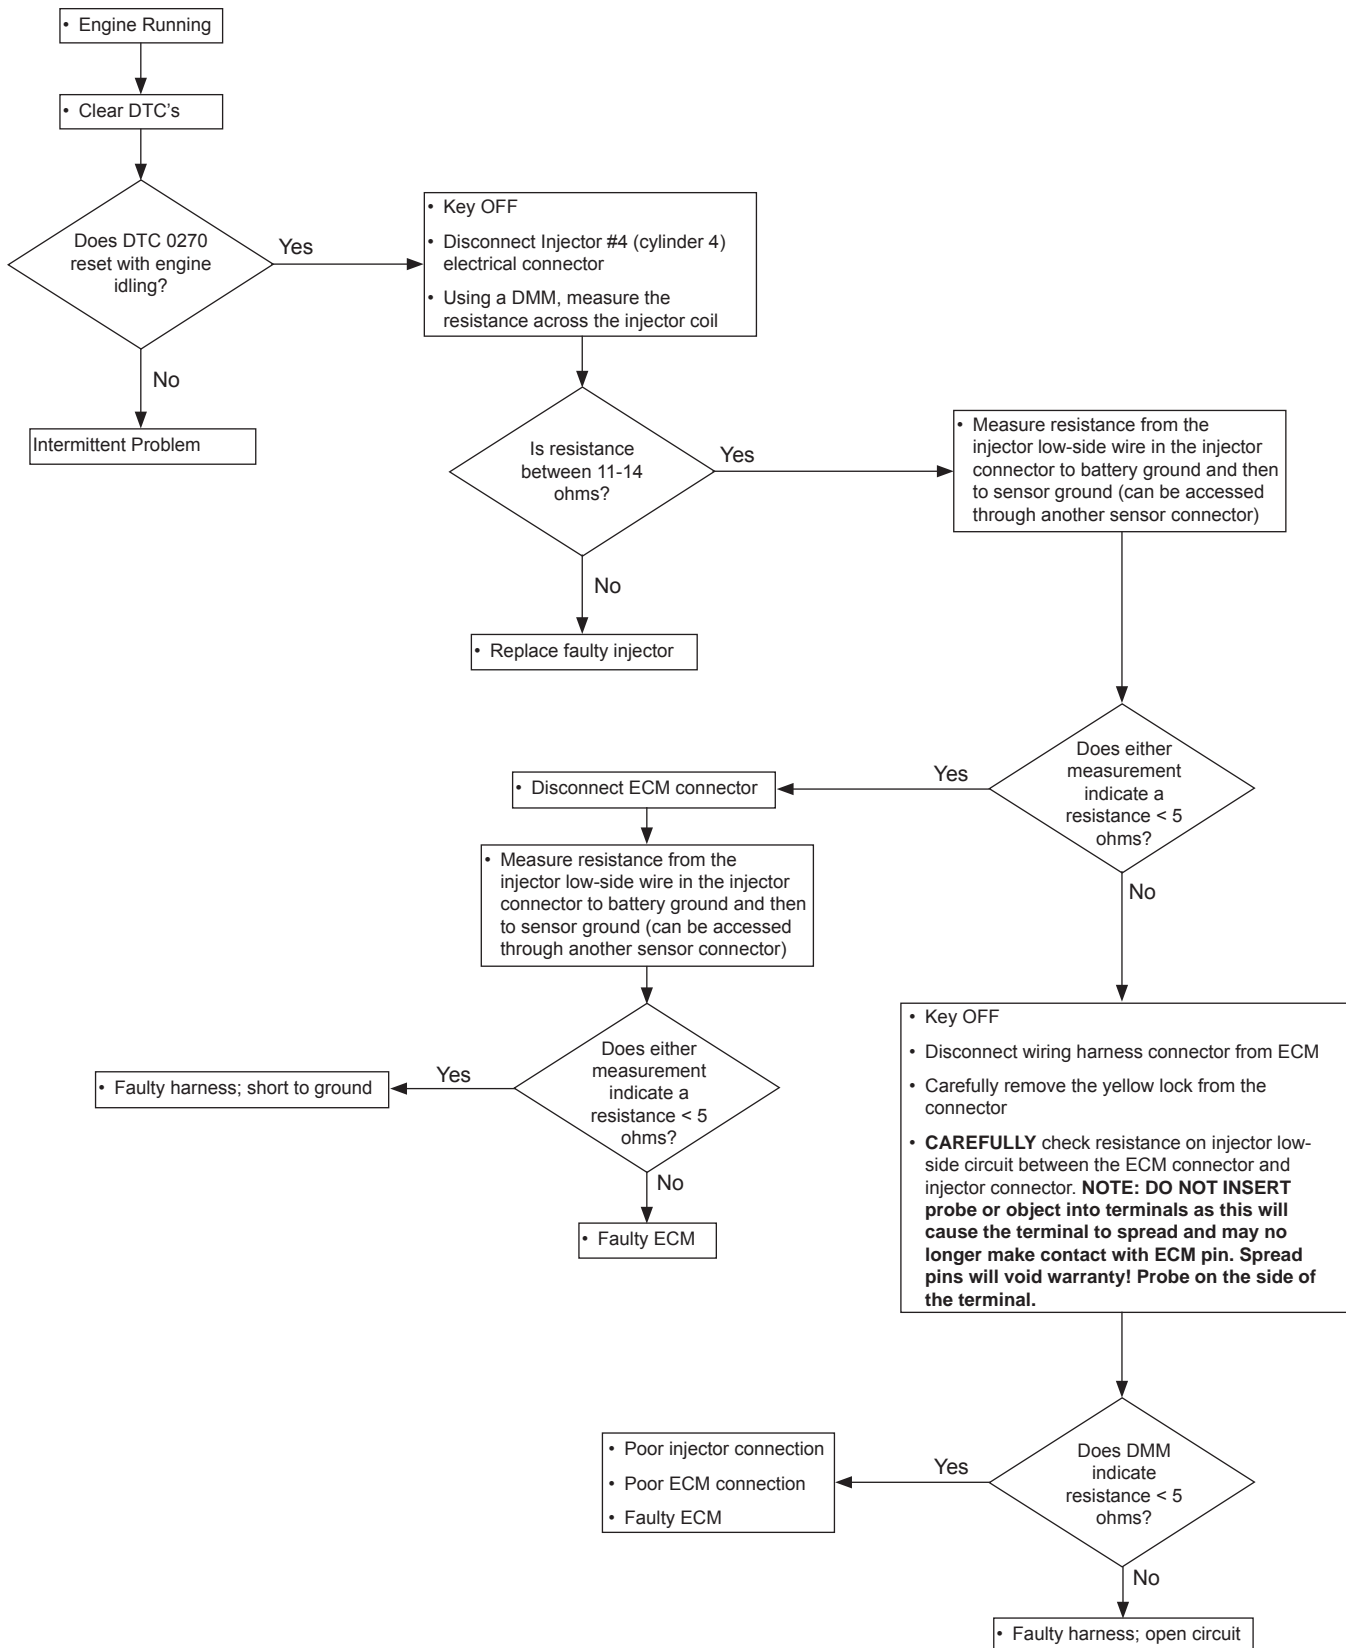 • Engine Running
• Clear DTC's
Does DTC 0270
reset with engine
idling?
Yes
No
Intermittent Problem
• Key OFF
• Disconnect Injector #4 (cylinder 4)
electrical connector
• Using a DMM, measure the
resistance across the injector coil
Is resistance
between 11-14
ohms?
Yes
No
• Replace faulty injector
• Measure resistance from the
injector low-side wire in the injector
connector to battery ground and then
to sensor ground (can be accessed
through another sensor connector)
Does either
measurement
indicate a
resistance < 5
ohms?
Yes
No
• Disconnect ECM connector
• Measure resistance from the
injector low-side wire in the injector
connector to battery ground and then
to sensor ground (can be accessed
through another sensor connector)
Does either
measurement
indicate a
resistance < 5
ohms?
Yes
• Faulty harness; short to ground
No
• Faulty ECM
• Key OFF
• Disconnect wiring harness connector from ECM
• Carefully remove the yellow lock from the
connector
• CAREFULLY check resistance on injector low-
side circuit between the ECM connector and
injector connector. NOTE: DO NOT INSERT
probe or object into terminals as this will
cause the terminal to spread and may no
longer make contact with ECM pin. Spread
pins will void warranty! Probe on the side of
the terminal.
Does DMM
indicate
resistance < 5
ohms?
Yes
• Poor injector connection
• Poor ECM connection
• Faulty ECM
No
• Faulty harness; open circuit